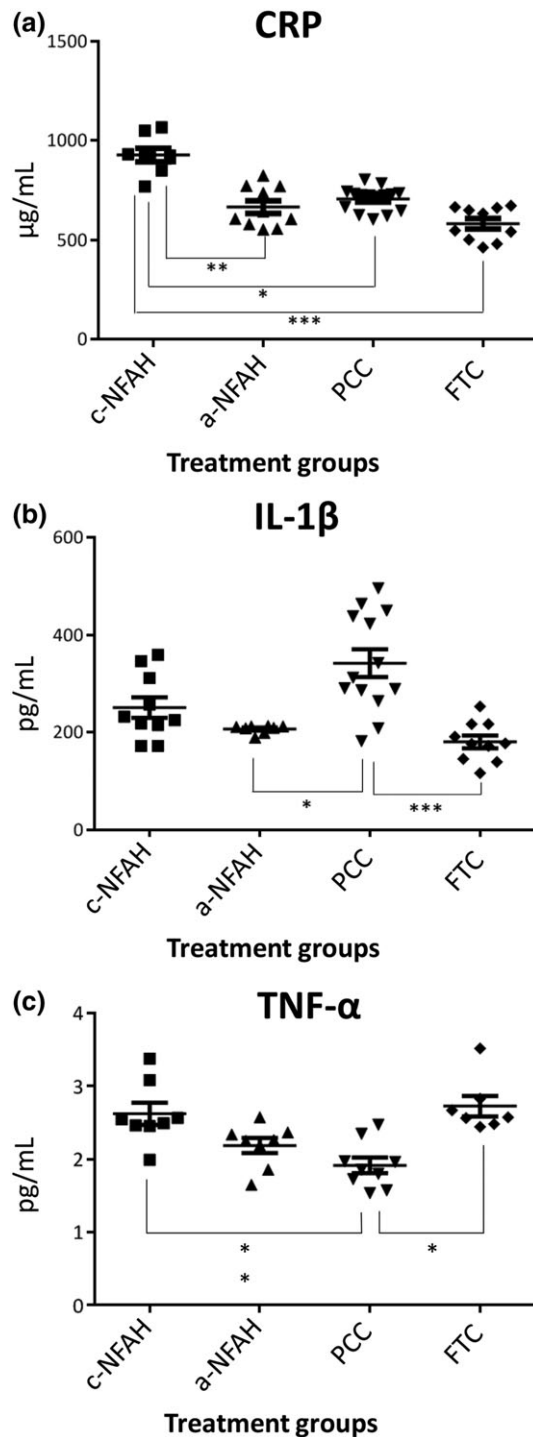 (a) CRP
1500
1000
µg/mL
500
**
*
***
0
c-NFAH a-NFAH PCC FTC
Treatment groups
(b) IL-1β
600
400
pg/mL
200
* ***
0
c-NFAH a-NFAH PCC FTC
Treatment groups
(c) TNF-α
4
3
pg/mL
2
1
* *
*
0
c-NFAH a-NFAH PCC FTC
Treatment groups